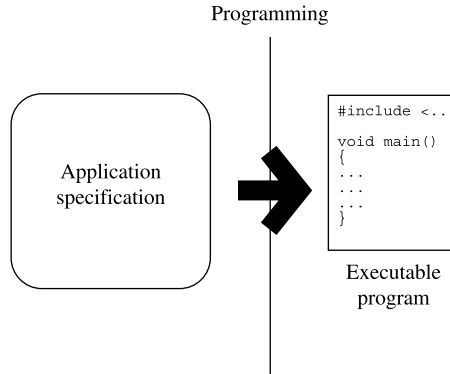 Programming
Application
specification
#include <..
void main()
{
...
...
...
}
Executable
program